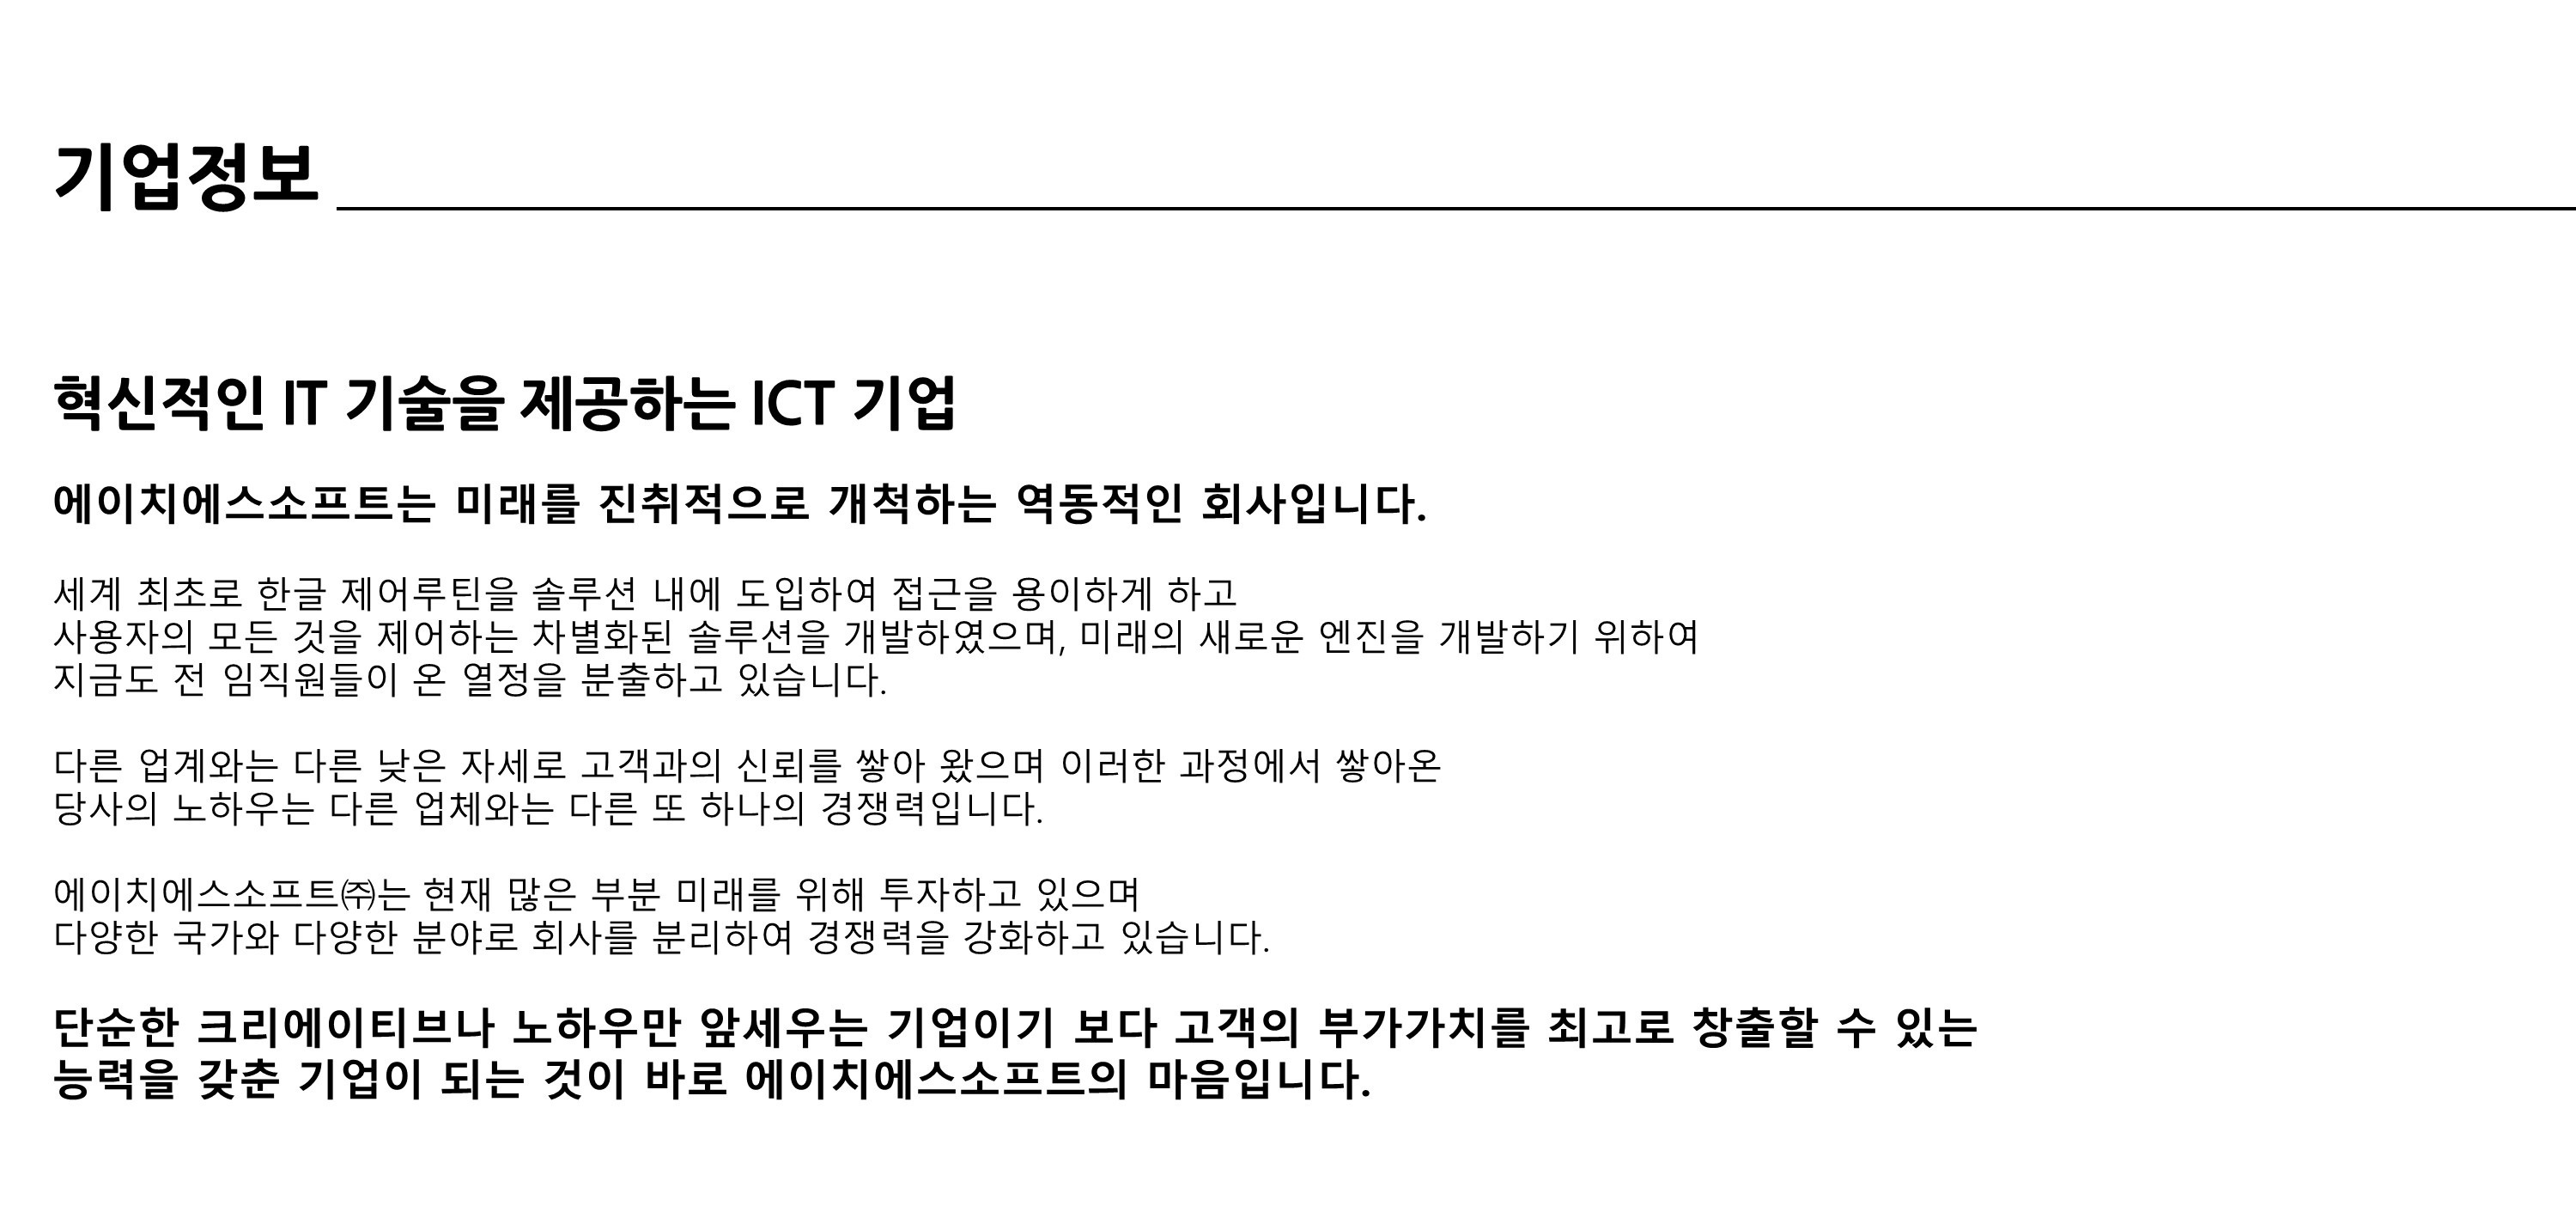 기업정보
혁신적인 IT 기술을 제공하는 ICT 기업
에이치에스소프트는 미래를 진취적으로 개척하는 역동적인 회사입니다.
세계 최초로 한글 제어루틴을 솔루션 내에 도입하여 접근을 용이하게 하고
사용자의 모든 것을 제어하는 차별화된 솔루션을 개발하였으며, 미래의 새로운 엔진을 개발하기 위하여
지금도 전 임직원들이 온 열정을 분출하고 있습니다.
다른 업계와는 다른 낮은 자세로 고객과의 신뢰를 쌓아 왔으며 이러한 과정에서 쌓아온
당사의 노하우는 다른 업체와는 다른 또 하나의 경쟁력입니다.
에이치에스소프트㈜는 현재 많은 부분 미래를 위해 투자하고 있으며
다양한 국가와 다양한 분야로 회사를 분리하여 경쟁력을 강화하고 있습니다.
단순한 크리에이티브나 노하우만 앞세우는 기업이기 보다 고객의 부가가치를 최고로 창출할 수 있는
능력을 갖춘 기업이 되는 것이 바로 에이치에스소프트의 마음입니다.